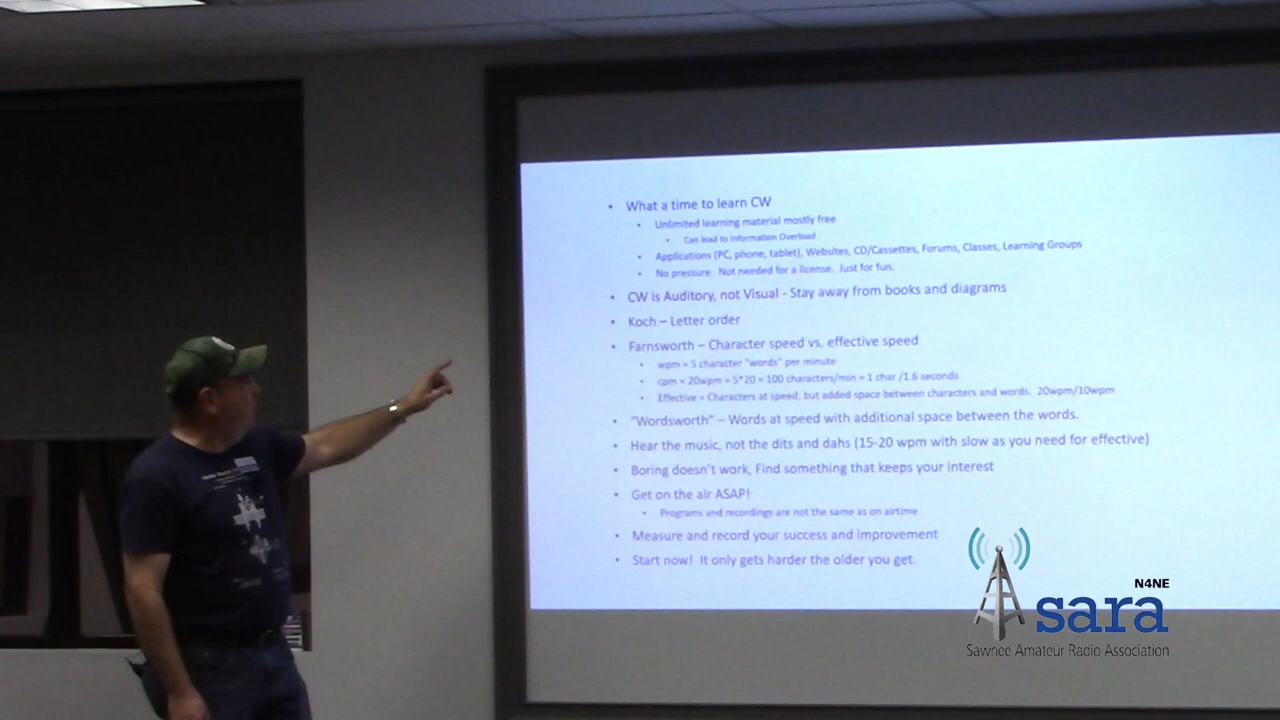 • What a time to learn CW
• Unlimited learning material mostly free
• Can lead to Information Overload
• Applications (PC, phone, tablet), Websites, CD/Cassettes, Forums, Classes, Learning Groups
• No pressure. Not needed for a license. Just for fun.
• CW is Auditory, not Visual - Stay away from books and diagrams
• Koch – Letter order
• Farnsworth – Character speed vs. effective speed
• wpm = 5 character "words" per minute
• cpm = 20wpm = 5*20 = 100 characters/min = 1 char /1.6 seconds
• Effective = Characters at speed, but added space between characters and words. 20wpm/10wpm
• "Wordsworth" – Words at speed with additional space between the words.
• Hear the music, not the dits and dahs (15-20 wpm with slow as you need for effective)
• Boring doesn't work, Find something that keeps your interest
• Get on the air ASAP!
• Programs and recordings are not the same as on airtime
• Measure and record your success and improvement
• Start now! It only gets harder the older you get.
N4NE
sara
Sawnee Amateur Radio Association